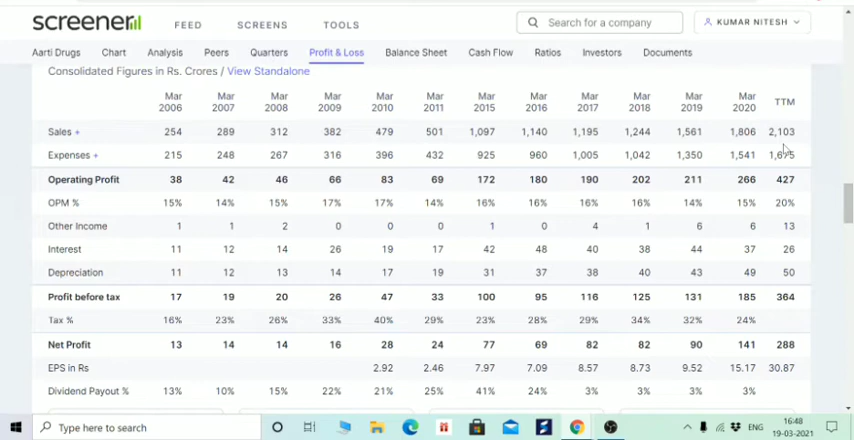 screener FEED SCREENS TOOLS Search for a company KUMAR NITESH
Aarti Drugs Chart Analysis Peers Quarters Profit & Loss Balance Sheet Cash Flow Ratios Investors Documents
Consolidated Figures in Rs. Crores / View Standalone
Mar 2006 Mar 2007 Mar 2008 Mar 2009 Mar 2010 Mar 2011 Mar 2015 Mar 2016 Mar 2017 Mar 2018 Mar 2019 Mar 2020 TTM
Sales + 254 289 312 382 479 501 1,097 1,140 1,195 1,244 1,561 1,806 2,103
Expenses + 215 248 267 316 396 432 925 960 1,005 1,042 1,350 1,541 1,675
Operating Profit 38 42 46 66 83 69 172 180 190 202 211 266 427
OPM % 15% 14% 15% 17% 17% 14% 16% 16% 16% 16% 14% 15% 20%
Other Income 1 1 2 0 0 0 1 0 4 1 6 6 13
Interest 11 12 14 26 19 17 42 48 40 38 44 37 26
Depreciation 11 12 13 14 17 19 31 37 38 40 43 49 50
Profit before tax 17 19 20 26 47 33 100 95 116 125 131 185 364
Tax % 16% 23% 26% 33% 40% 29% 23% 28% 29% 34% 32% 24%
Net Profit 13 14 14 16 28 24 77 69 82 82 90 141 288
EPS in Rs 2.92 2.46 7.97 7.09 8.57 8.73 9.52 15.17 30.87
Dividend Payout % 13% 10% 15% 22% 21% 25% 41% 24% 3% 3% 3% 3%
Type here to search ENG 16:48
19-03-2021